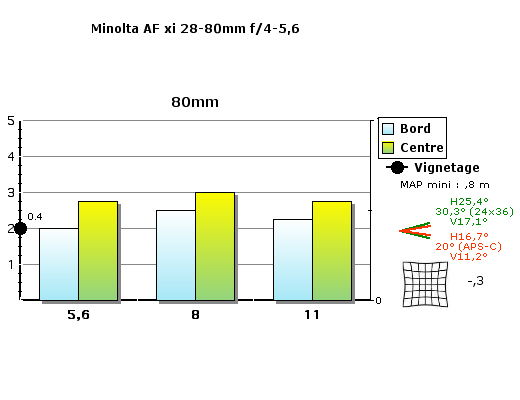 Minolta AF xi 28-80mm f/4-5,6
80mm
5
4
3
2
1
0.4
0
5,6
8
11
Bord
Centre
Vignetage
MAP mini : ,8 m
H25,4°
30,3° (24x36)
V17,1°
H16,7°
20° (APS-C)
V11,2°
-,3